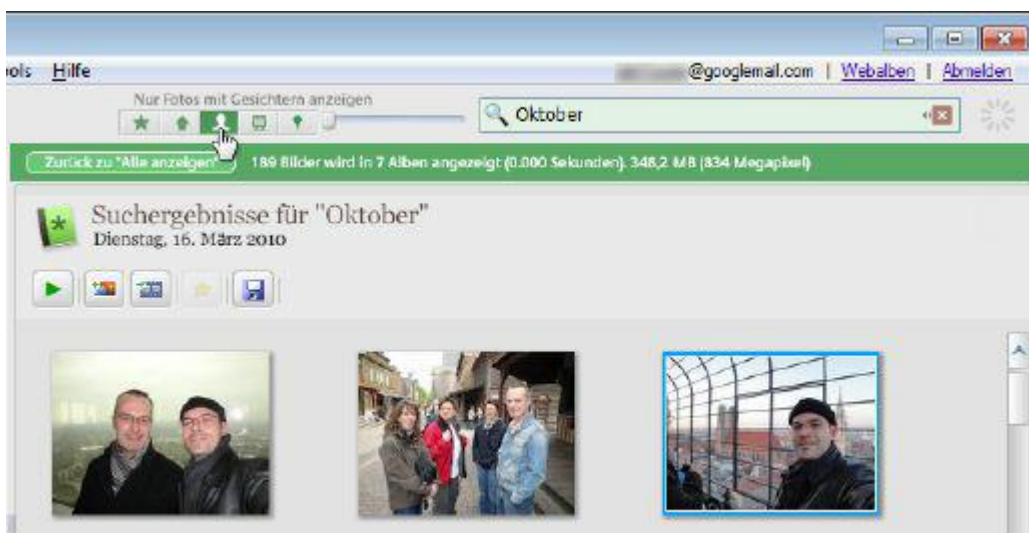 ols Hilfe
@googlemail.com | Webalben | Abmelden
Nur Fotos mit Gesichtern anzeigen
Oktober
Zurück zu "Alle anzeigen"
189 Bilder wird in 7 Alben angezeigt (0.000 Sekunden). 348,2 MB (834 Megapixel)
Suchergebnisse für "Oktober"
Dienstag, 16. März 2010